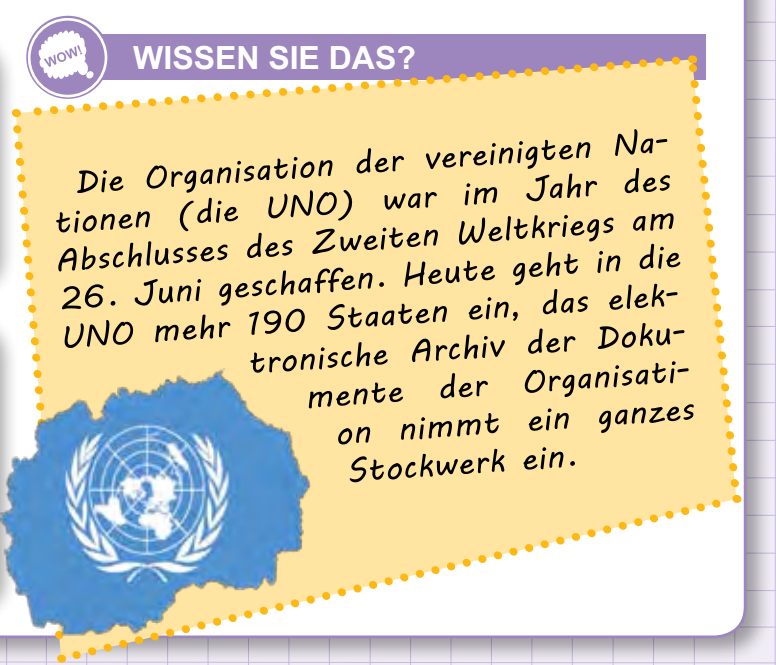 WOW!
WISSEN SIE DAS?
Die Organisation der vereinigten Na-
tionen (die UNO) war im Jahr des
Abschlusses des Zweiten Weltkriegs am
26. Juni geschaffen. Heute geht in die
UNO mehr 190 Staaten ein, das elek-
tronische Archiv der Doku-
mente der Organisati-
on nimmt ein ganzes
Stockwerk ein.